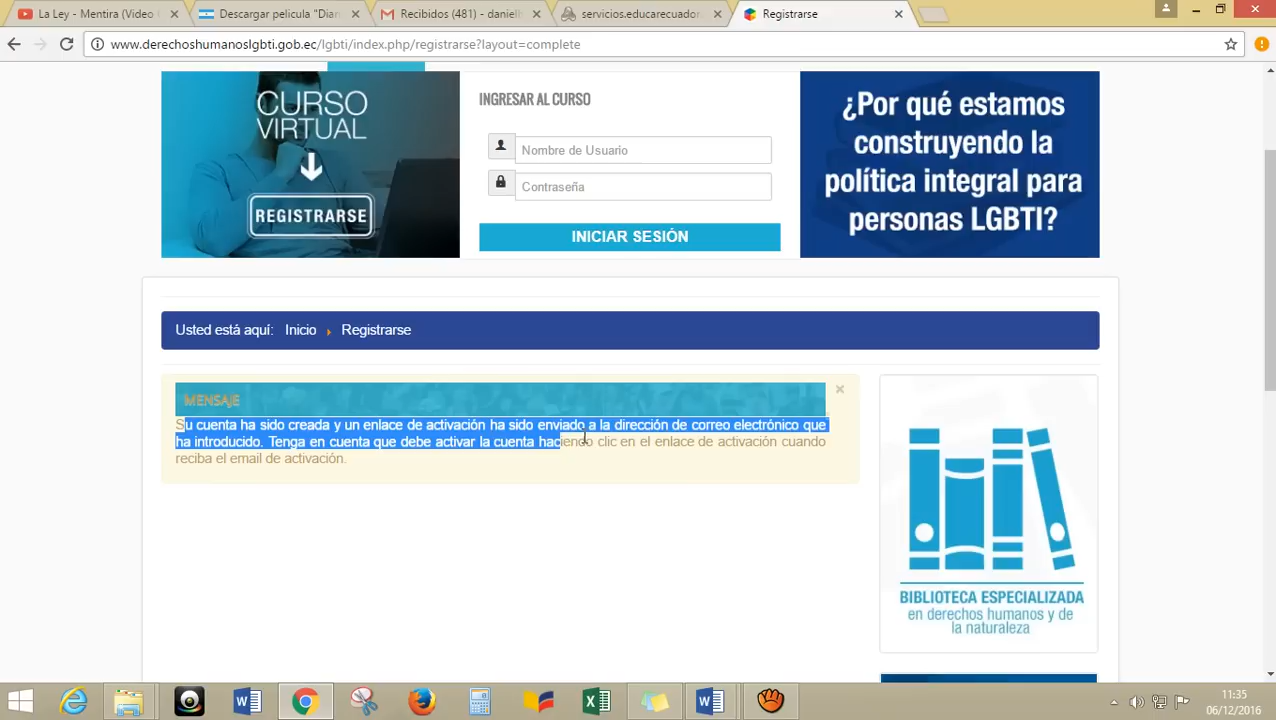 La Ley - Mentira (Video
Descargar pelicula "Dian
Recibidos (481) - danielh
servicios.educarecuador
Registrarse
www.derechoshumanoslgbti.gob.ec/lgbti/index.php/registrarse?layout=complete
CURSO
VIRTUAL
REGISTRARSE
INGRESAR AL CURSO
Nombre de Usuario
Contraseña
INICIAR SESIÓN
¿Por qué estamos
construyendo la
política integral para
personas LGBTI?
Usted está aquí: Inicio Registrarse
MENSAJE
Su cuenta ha sido creada y un enlace de activación ha sido enviado a la dirección de correo electrónico que
ha introducido. Tenga en cuenta que debe activar la cuenta haciendo clic en el enlace de activación cuando
reciba el email de activación.
BIBLIOTECA ESPECIALIZADA
en derechos humanos y de
la naturaleza
11:35
06/12/2016